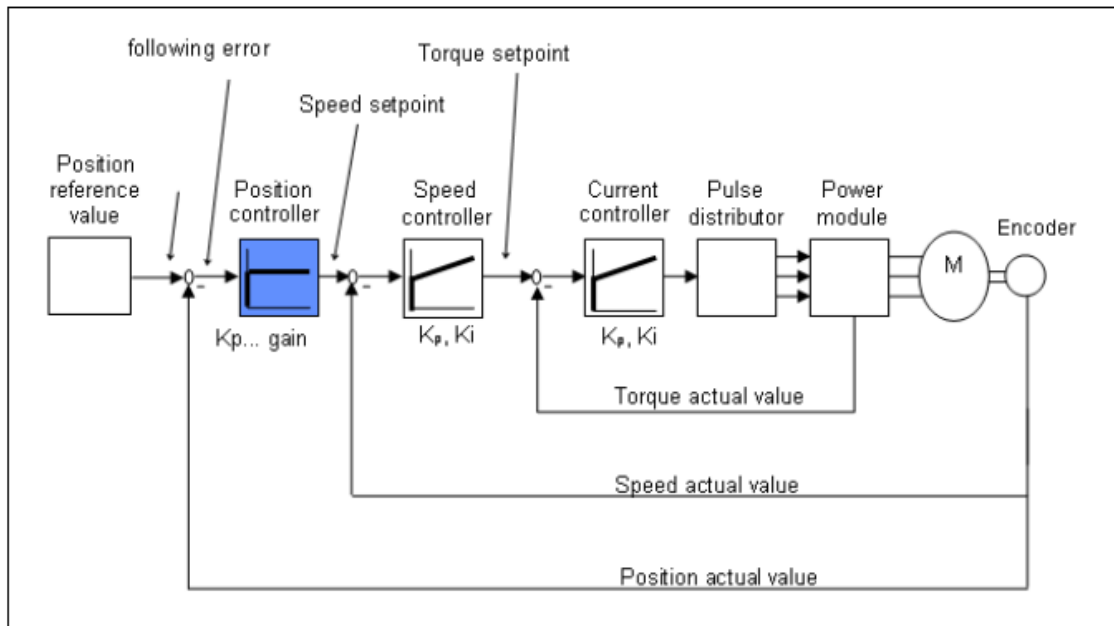 following error
Torque setpoint
Speed setpoint
Position
reference
value
Position
controller
Speed
controller
Current
controller
Pulse
distributor
Power
module
Encoder
M
-
-
-
Kp... gain
Kp, Ki
Kp, Ki
Torque actual value
Speed actual value
Position actual value